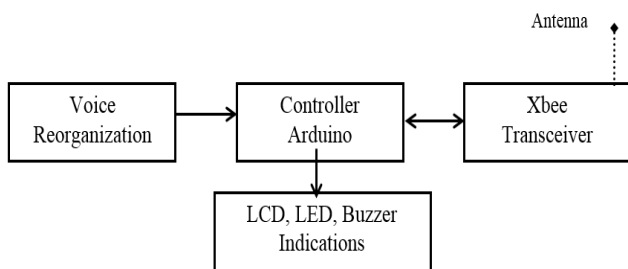 Antenna
Voice
Reorganization
Controller
Arduino
Xbee
Transceiver
LCD, LED, Buzzer
Indications